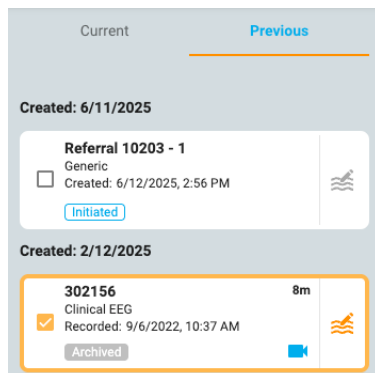 Current Previous
Created: 6/11/2025
Referral 10203 - 1
Generic
Created: 6/12/2025, 2:56 PM
Initiated
Created: 2/12/2025
302156 8m
Clinical EEG
Recorded: 9/6/2022, 10:37 AM
Archived